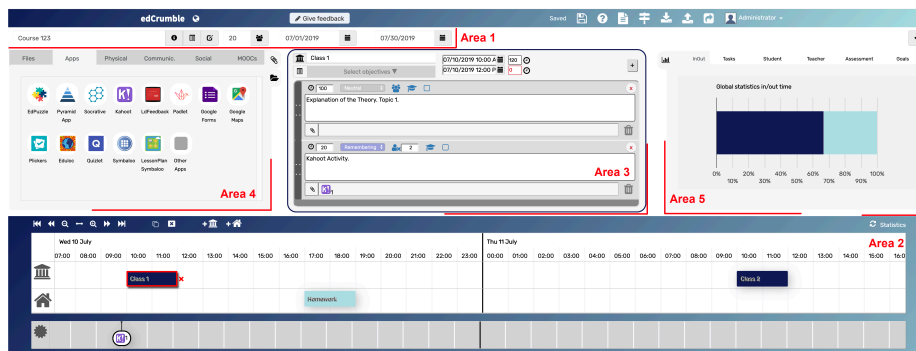 edCrumble
Give feedback
Saved
Administrator
Course 123
20
07/01/2019
07/30/2019
Area 1
Files Apps Physical Communic. Social MOOCs
EdPuzzle Pyramid App Socrative Kahoot LdFeedback Padlet Google Forms Google Maps
Plickers Eduloo Quizlet Symbaloo LessonPlan Symbaloo Other Apps
Area 4
Class 1
07/10/2019 10:00 A 120
Select objectives
07/10/2019 12:00 P 0
100 Neutral x
Explanation of the Theory. Topic 1.
20 Remembering 2 x
Kahoot Activity.
K! 1
Area 3
In/out Tasks Student Teacher Assessment Goals
Global statistics in/out time
0% 20% 40% 60% 80% 100%
10% 30% 50% 70% 90%
Area 5
Statistics
Area 2
Wed 10 July Thu 11 July
07:00 08:00 09:00 10:00 11:00 12:00 13:00 14:00 15:00 16:00 17:00 18:00 19:00 20:00 21:00 22:00 23:00 00:00 01:00 02:00 03:00 04:00 05:00 06:00 07:00 08:00 09:00 10:00 11:00 12:00 13:00 14:00 15:00 16:0
Class 1 Class 2
Homework
K!